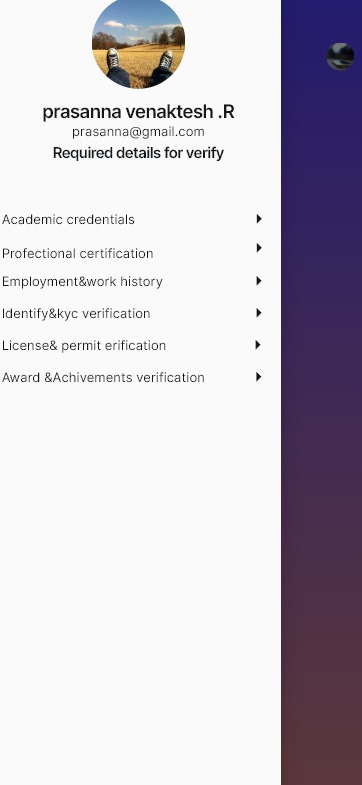 prasanna venaktesh .R
prasanna@gmail.com
Required details for verify
Academic credentials
Profectional certification
Employment&work history
Identify&kyc verification
License& permit erification
Award &Achivements verification